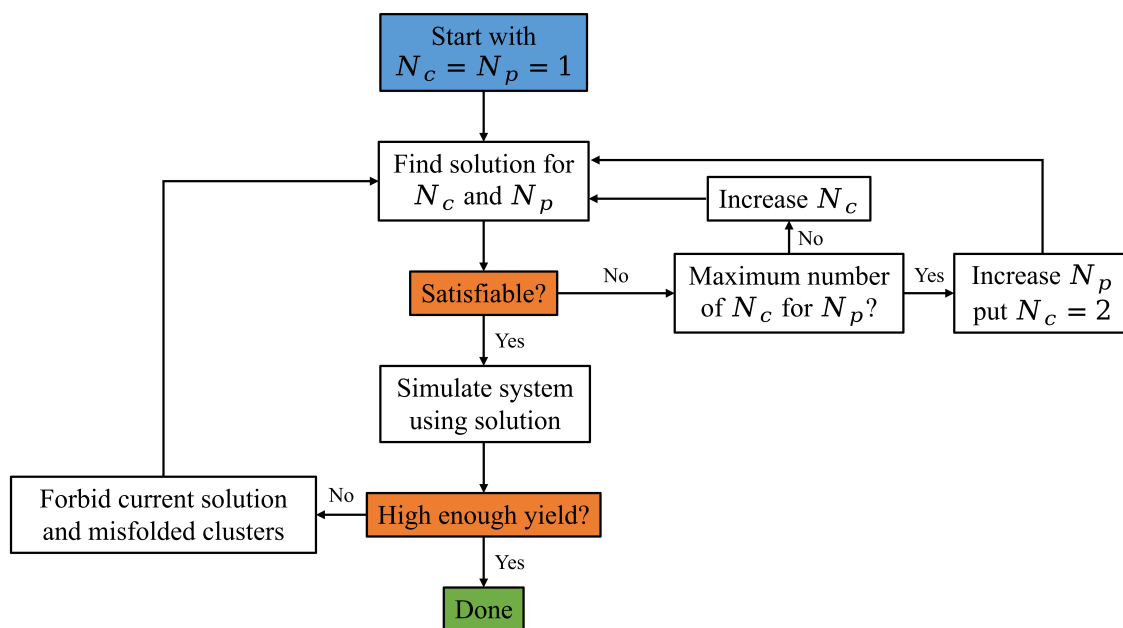 Start with
N_c = N_p = 1
Find solution for
N_c and N_p
Increase N_c
No
Satisfiable?
No
Maximum number
of N_c for N_p?
Yes
Increase N_p
put N_c = 2
Yes
Simulate system
using solution
Forbid current solution
and misfolded clusters
No
High enough yield?
Yes
Done